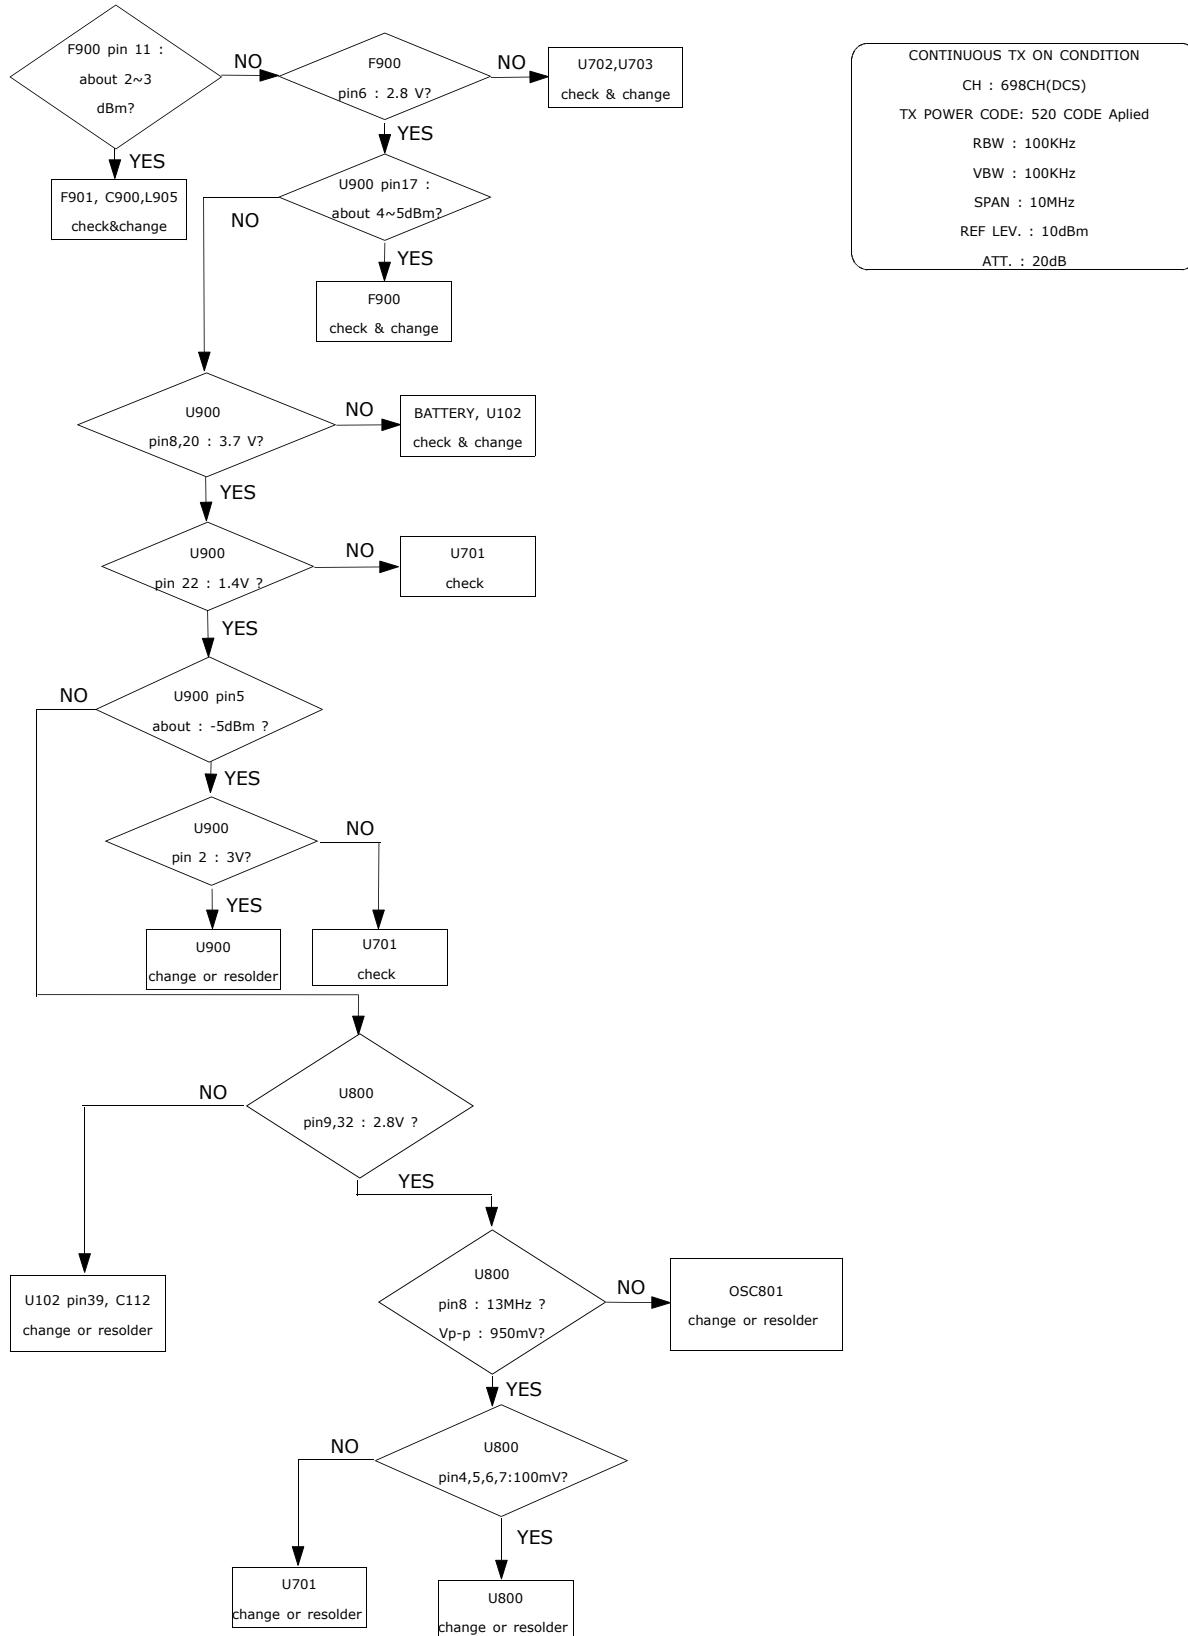 F900 pin 11 :
about 2~3
dBm?
NO
F900
pin6 : 2.8 V?
NO
U702,U703
check & change
YES
F901, C900,L905
check&change
YES
U900 pin17 :
about 4~5dBm?
NO
YES
F900
check & change
CONTINUOUS TX ON CONDITION
CH : 698CH(DCS)
TX POWER CODE: 520 CODE Aplied
RBW : 100KHz
VBW : 100KHz
SPAN : 10MHz
REF LEV. : 10dBm
ATT. : 20dB
U900
pin8,20 : 3.7 V?
NO
BATTERY, U102
check & change
YES
U900
pin 22 : 1.4V ?
NO
U701
check
YES
NO
U900 pin5
about : -5dBm ?
YES
U900
pin 2 : 3V?
NO
YES
U900
change or resolder
U701
check
NO
U800
pin9,32 : 2.8V ?
YES
U102 pin39, C112
change or resolder
U800
pin8 : 13MHz ?
Vp-p : 950mV?
NO
OSC801
change or resolder
YES
NO
U800
pin4,5,6,7:100mV?
YES
U701
change or resolder
U800
change or resolder